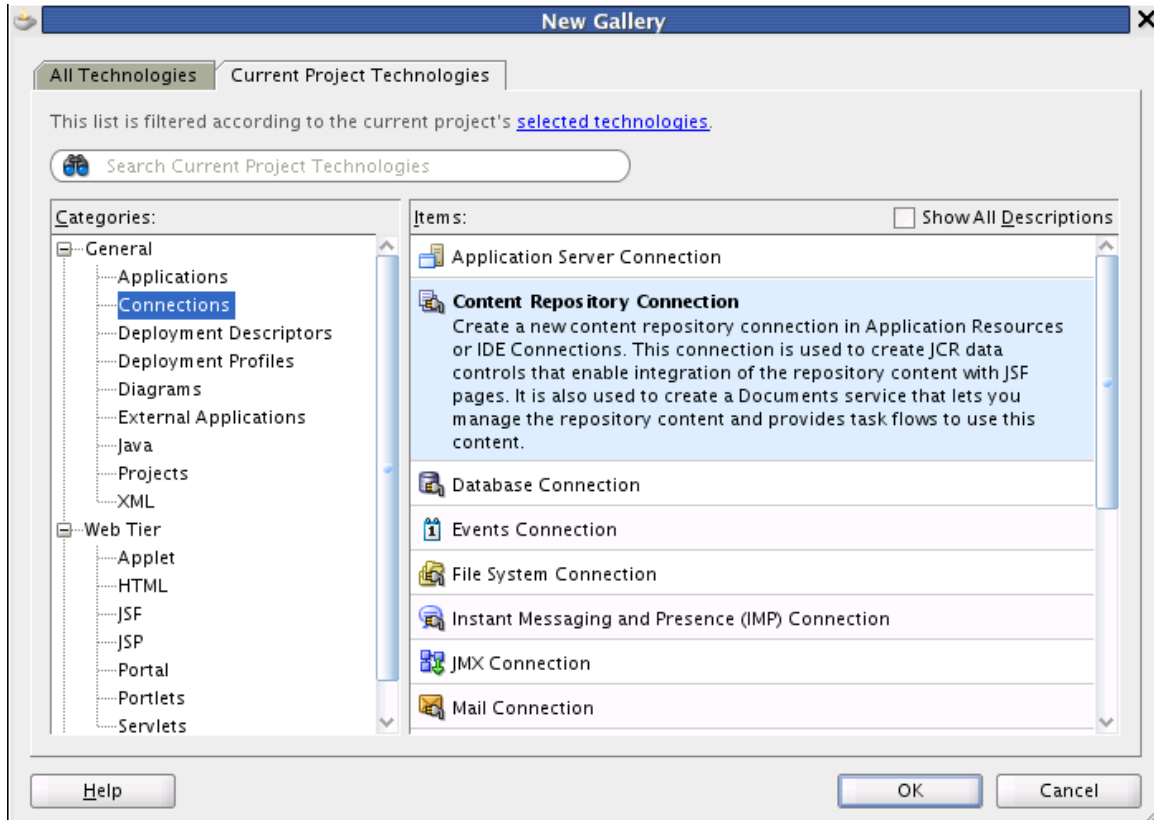 New Gallery
All Technologies
Current Project Technologies
This list is filtered according to the current project's selected technologies.
Search Current Project Technologies
Categories:
General
Applications
Connections
Deployment Descriptors
Deployment Profiles
Diagrams
External Applications
Java
Projects
XML
Web Tier
Applet
HTML
JSF
JSP
Portal
Portlets
Servlets
Items:
Show All Descriptions
Application Server Connection
Content Repository Connection
Create a new content repository connection in Application Resources
or IDE Connections. This connection is used to create JCR data
controls that enable integration of the repository content with JSF
pages. It is also used to create a Documents service that lets you
manage the repository content and provides task flows to use this
content.
Database Connection
1
Events Connection
File System Connection
Instant Messaging and Presence (IMP) Connection
JMX Connection
Mail Connection
Help
OK
Cancel